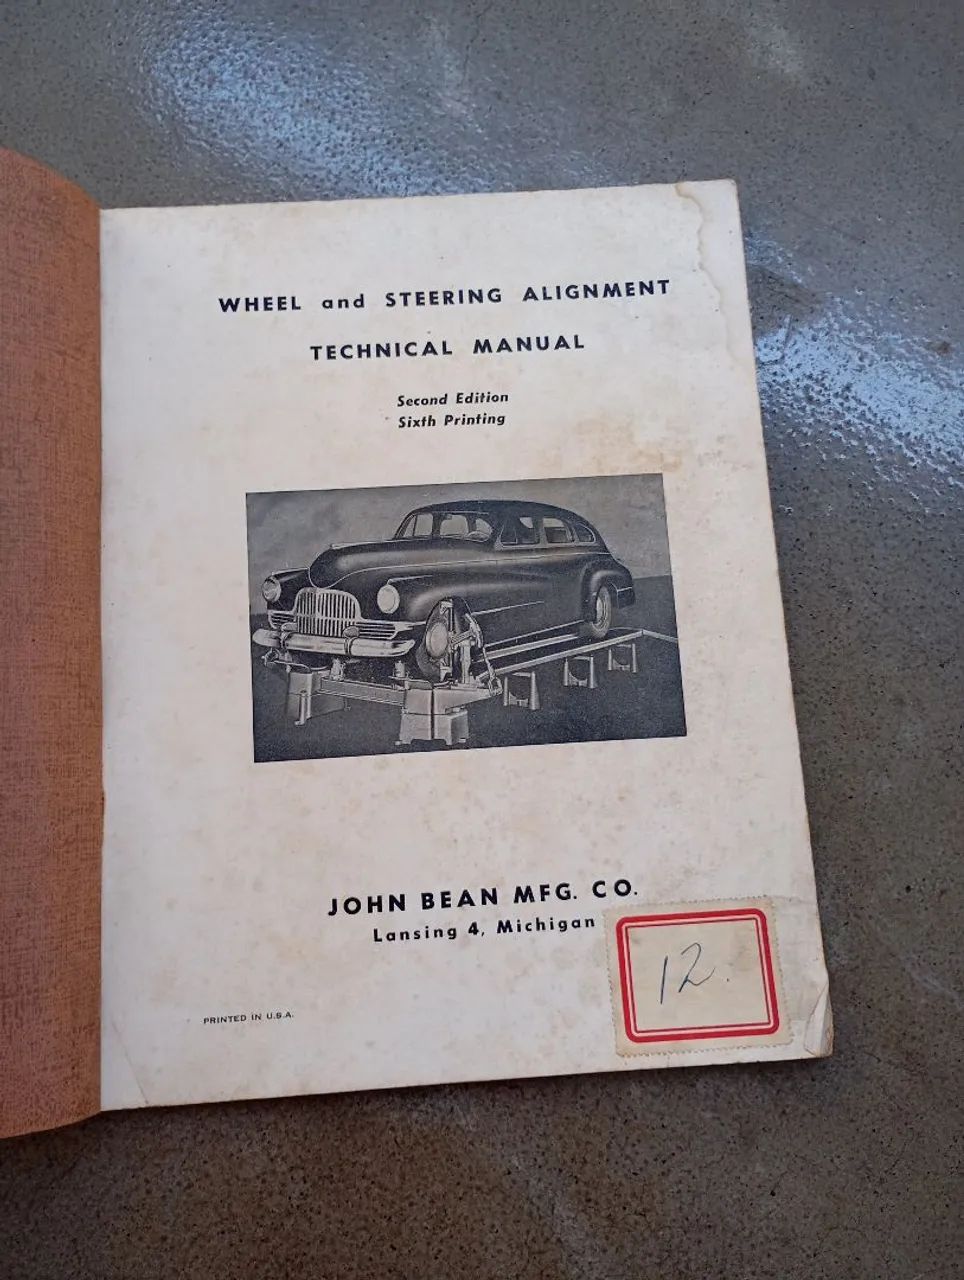 WHEEL and STEERING ALIGNMENT
TECHNICAL MANUAL
Second Edition
Sixth Printing
JOHN BEAN MFG. CO.
Lansing 4, Michigan
12.
PRINTED IN U.S.A.